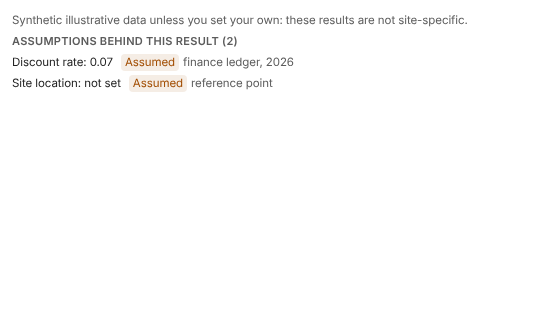 Synthetic illustrative data unless you set your own: these results are not site-specific.
ASSUMPTIONS BEHIND THIS RESULT (2)
Discount rate: 0.07 Assumed finance ledger, 2026
Site location: not set Assumed reference point